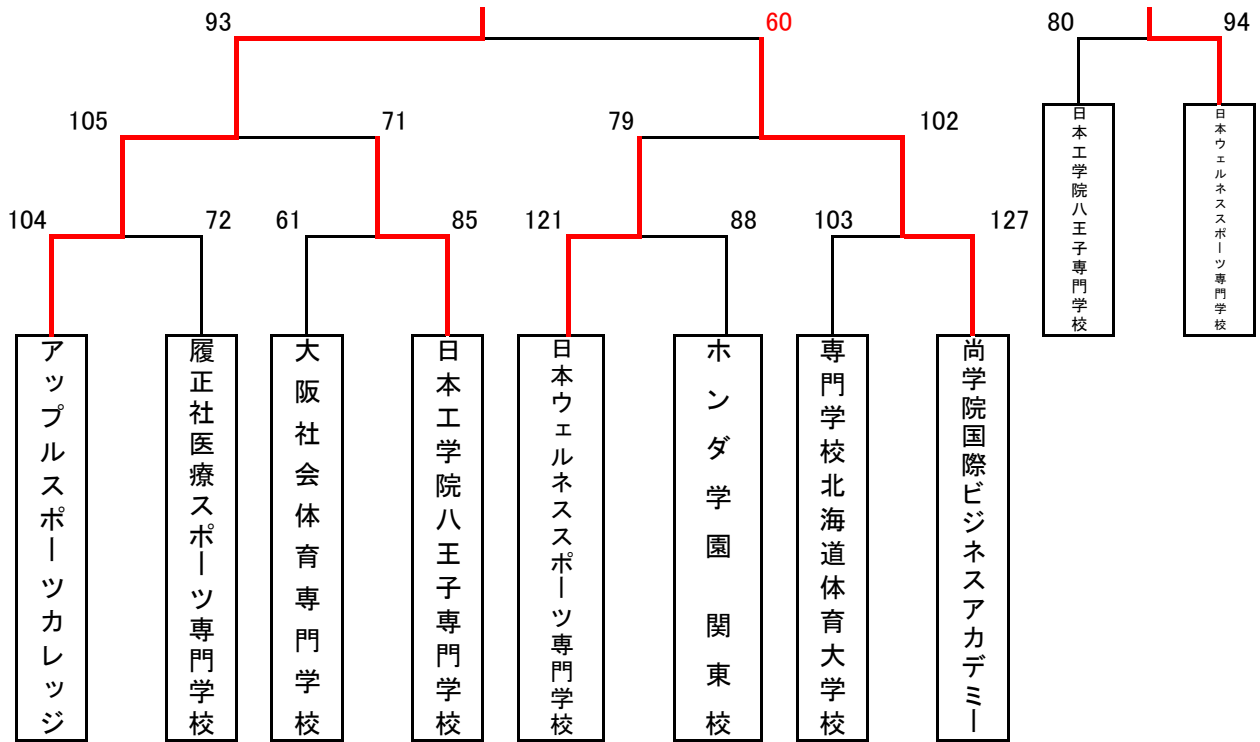 93
60
80
94
105
71
79
102
104
72
61
85
121
88
103
127
アップルスポーツカレッジ
履正社医療スポーツ専門学校
大阪社会体育専門学校
日本工学院八王子専門学校
日本ウェルネススポーツ専門学校
ホンダ学園　関東校
専門学校北海道体育大学校
尚学院国際ビジネスアカデミー
日本工学院八王子専門学校
日本ウェルネススポーツ専門学校